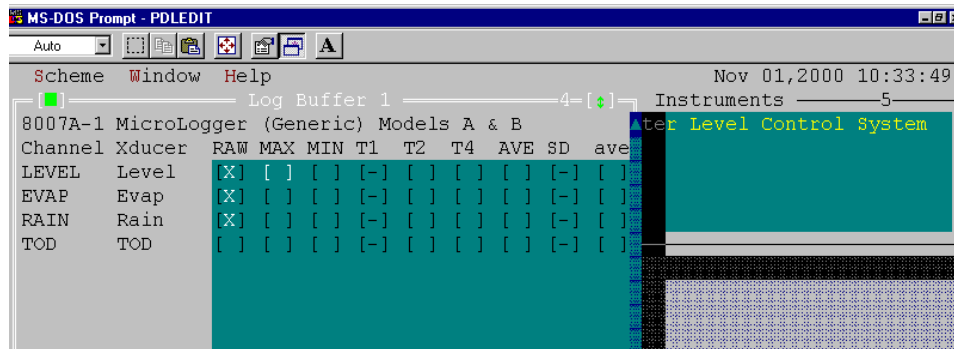 MS-DOS Prompt - PDLEDIT
Auto A
Scheme Window Help Nov 01,2000 10:33:49
[■] Log Buffer 1 4=[↕] Instruments 5
8007A-1 MicroLogger (Generic) Models A & B ter Level Control System
Channel Xducer RAW MAX MIN T1 T2 T4 AVE SD ave
LEVEL Level [X] [ ] [ ] [-] [ ] [ ] [ ] [-] [ ]
EVAP Evap [X] [ ] [ ] [-] [ ] [ ] [ ] [-] [ ]
RAIN Rain [X] [ ] [ ] [-] [ ] [ ] [ ] [-] [ ]
TOD TOD [ ] [ ] [ ] [-] [ ] [ ] [ ] [-] [ ]